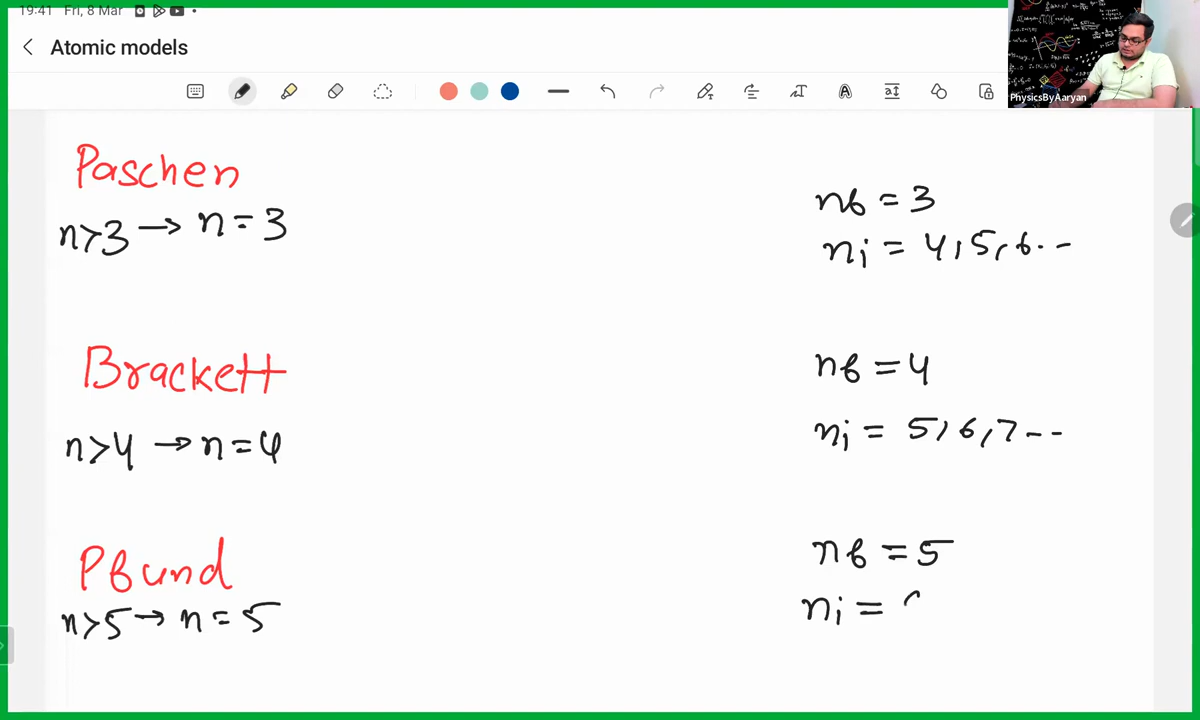 19:41 Fri, 8 Mar
Atomic models
PhysicsByAaryan
Paschen
n>3 → n = 3
nf = 3
ni = 4,5,6.--
Brackett
n>4 → n = 4
nf = 4
ni = 5,6,7---
Pfund
n>5 → n = 5
nf = 5
ni =